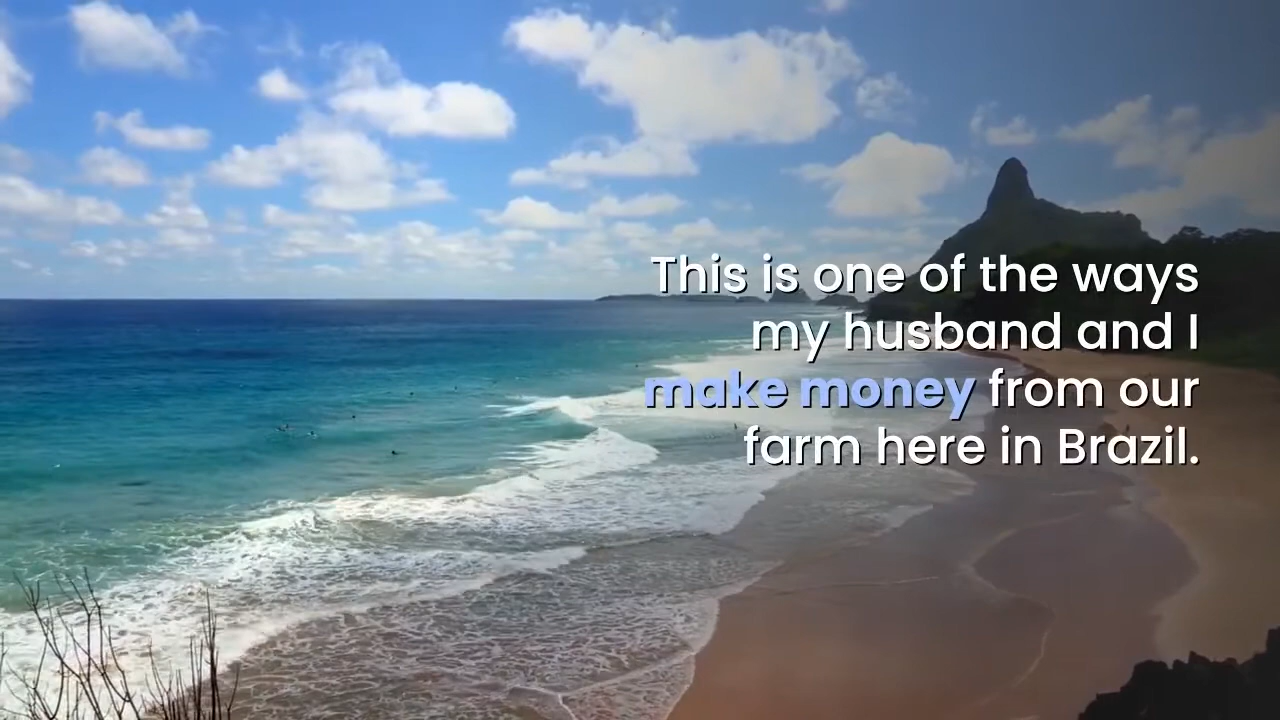 This is one of the ways
my husband and I
make money from our
farm here in Brazil.